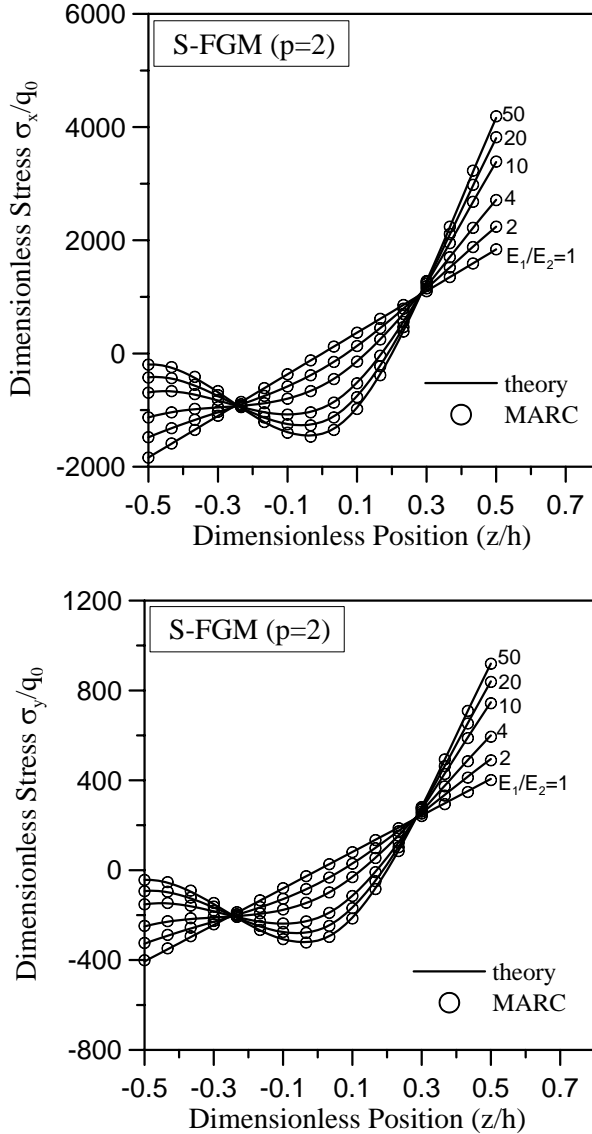 6000
S-FGM (p=2)
4000
2000
0
-2000
Dimensionless Stress σx/q0
50
20
10
4
2
E1/E2=1
theory
MARC
-0.5 -0.3 -0.1 0.1 0.3 0.5 0.7
Dimensionless Position (z/h)
1200
S-FGM (p=2)
800
400
0
-400
-800
Dimensionless Stress σy/q0
50
20
10
4
2
E1/E2=1
theory
MARC
-0.5 -0.3 -0.1 0.1 0.3 0.5 0.7
Dimensionless Position (z/h)